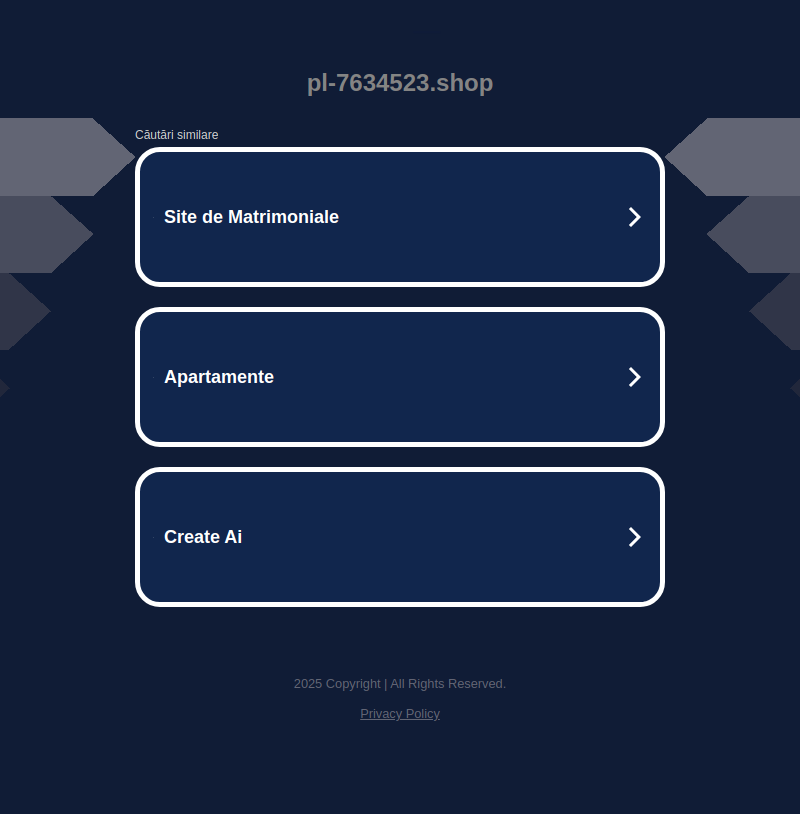 pl-7634523.shop
Căutări similare
Site de Matrimoniale
Apartamente
Create Ai
2025 Copyright | All Rights Reserved.
Privacy Policy